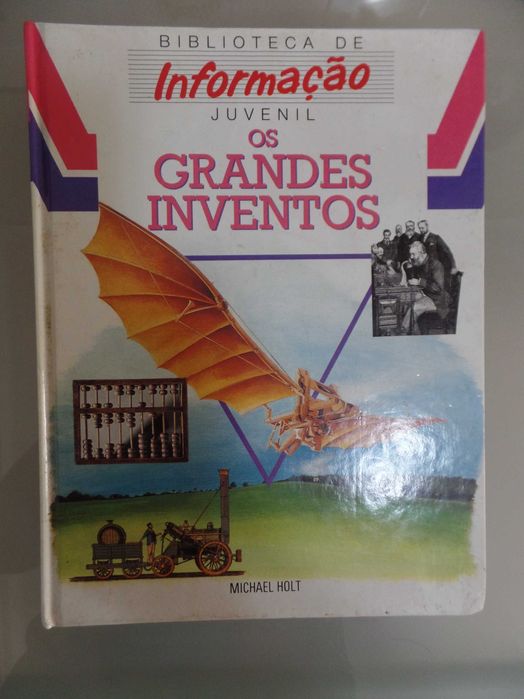 BIBLIOTECA DE
Informação
JUVENIL
OS
GRANDES
INVENTOS
MICHAEL HOLT